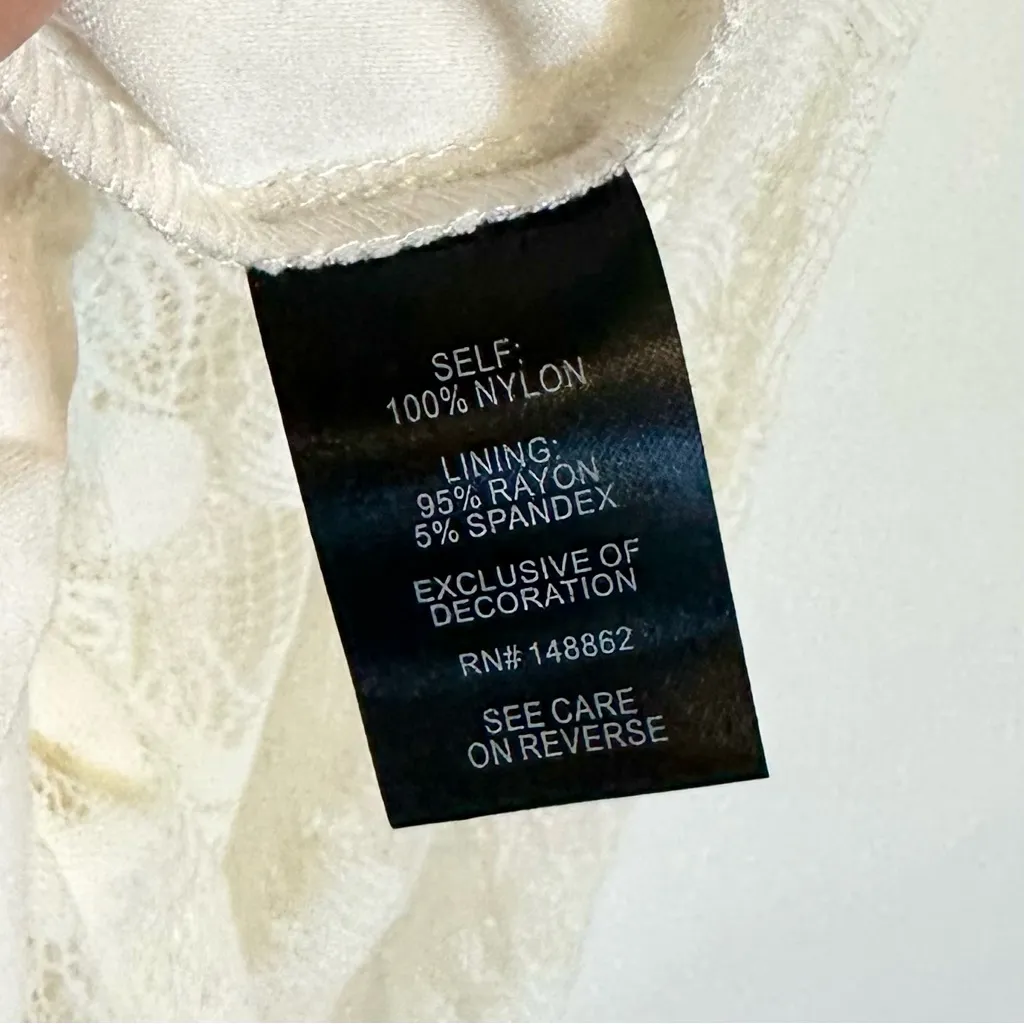 SELF:
100% NYLON
LINING:
95% RAYON
5% SPANDEX
EXCLUSIVE OF
DECORATION
RN# 148862
SEE CARE
ON REVERSE